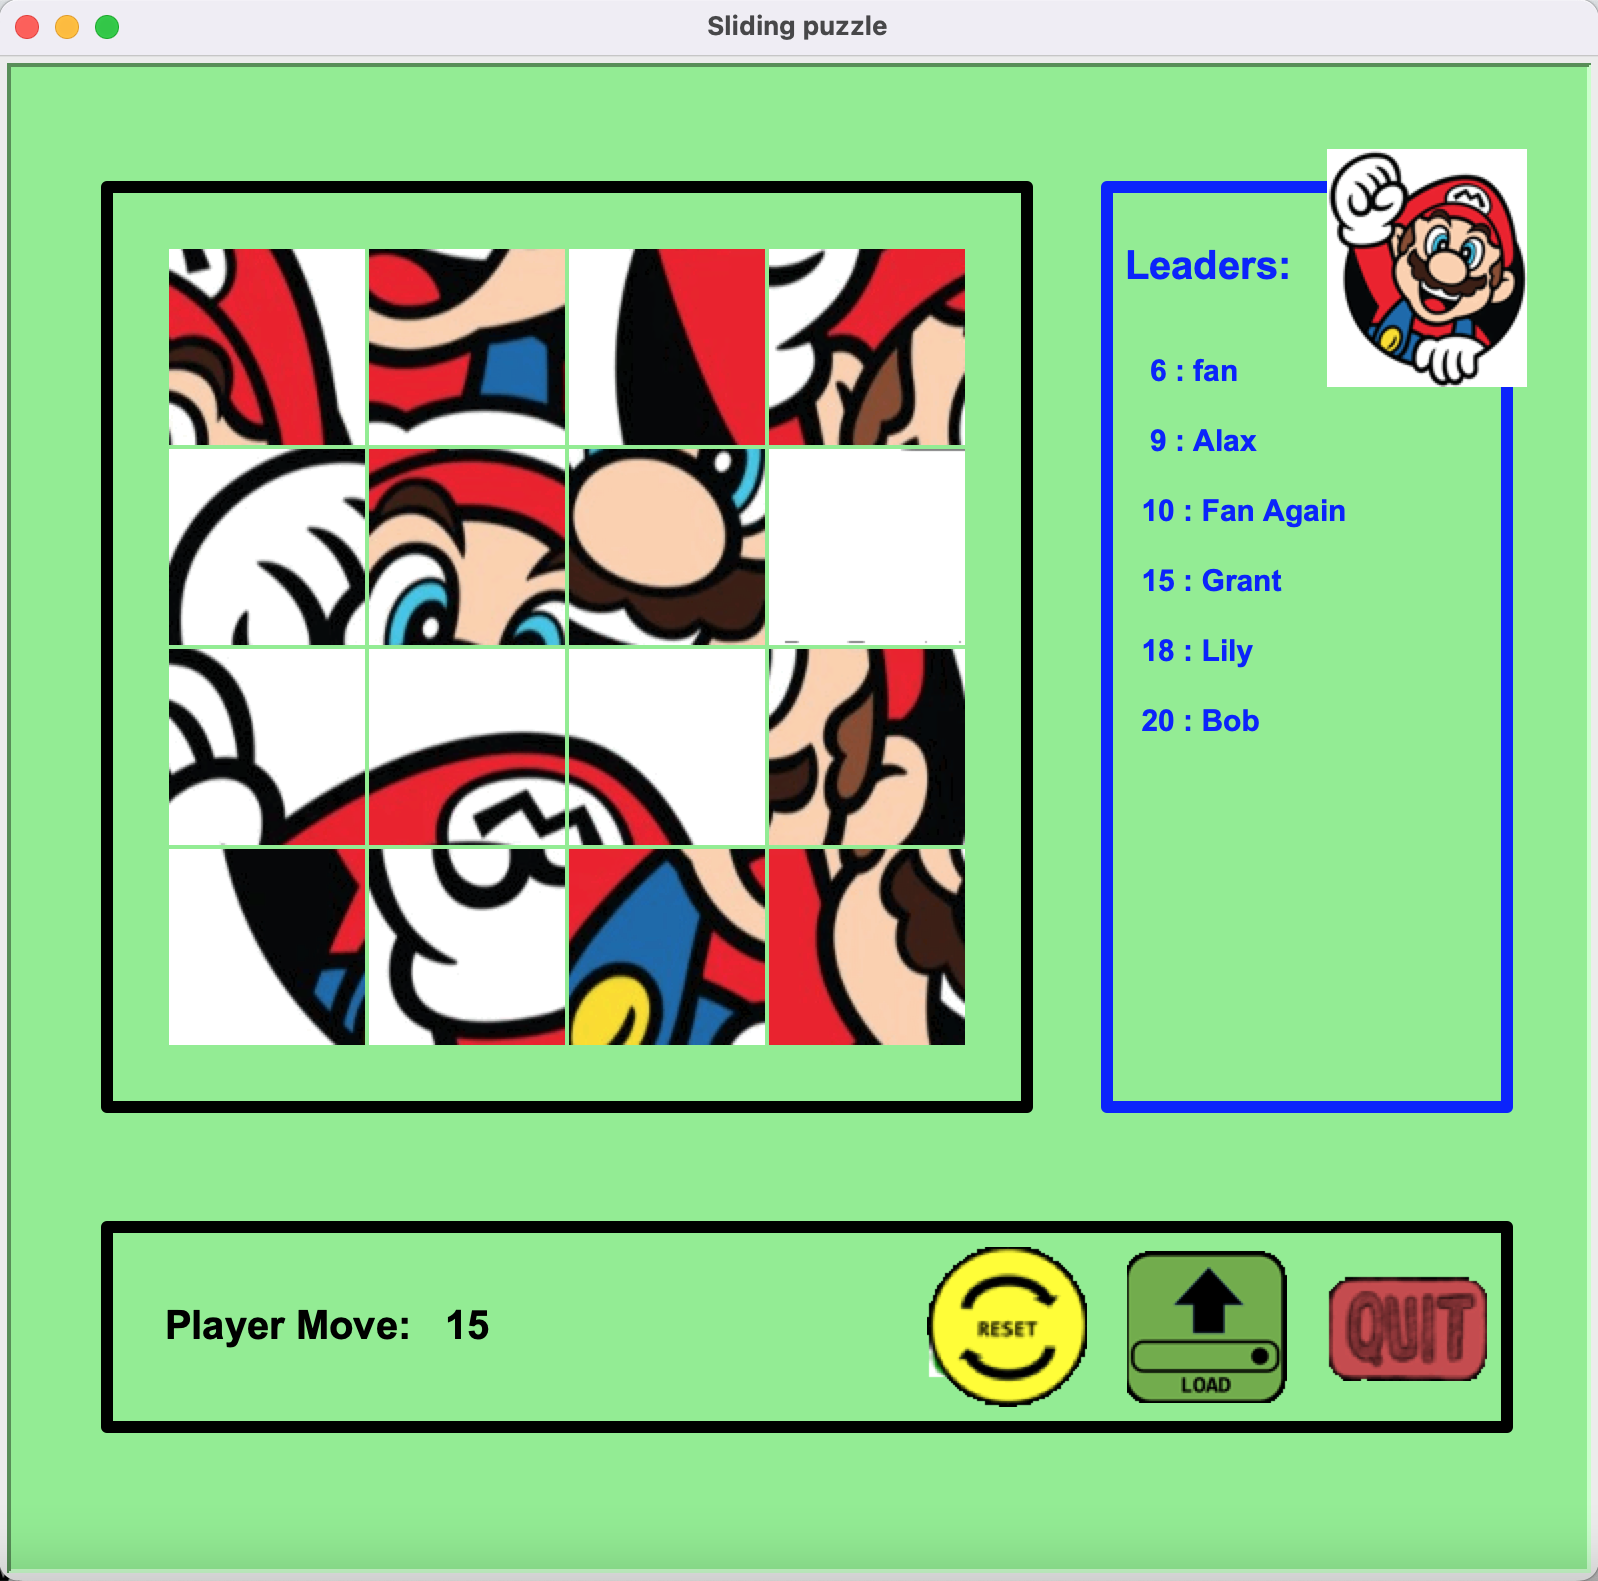 Sliding puzzle
Leaders:
6 : fan
9 : Alax
10 : Fan Again
15 : Grant
18 : Lily
20 : Bob
Player Move: 15
RESET
LOAD
QUIT